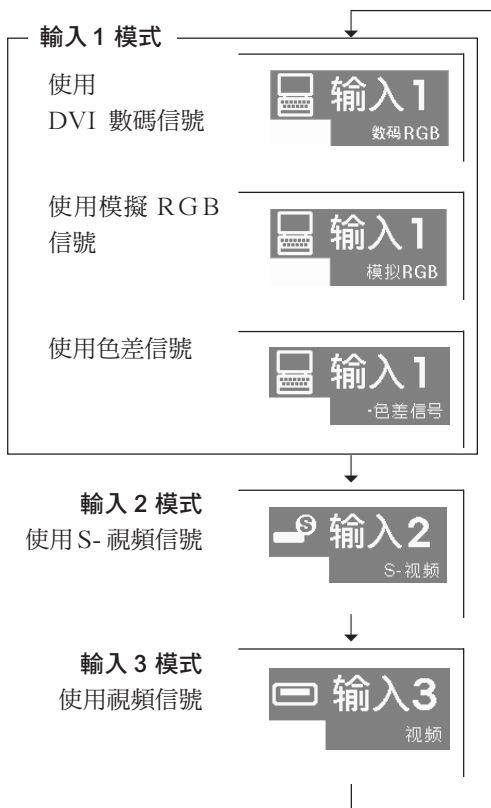 輸入 1 模式
使用
DVI 數碼信號
输入1
数码RGB
使用模擬 RGB
信號
输入1
模拟RGB
使用色差信號
输入1
·色差信号
輸入 2 模式
使用 S- 視頻信號
S
输入2
S-视频
輸入 3 模式
使用視頻信號
输入3
视频